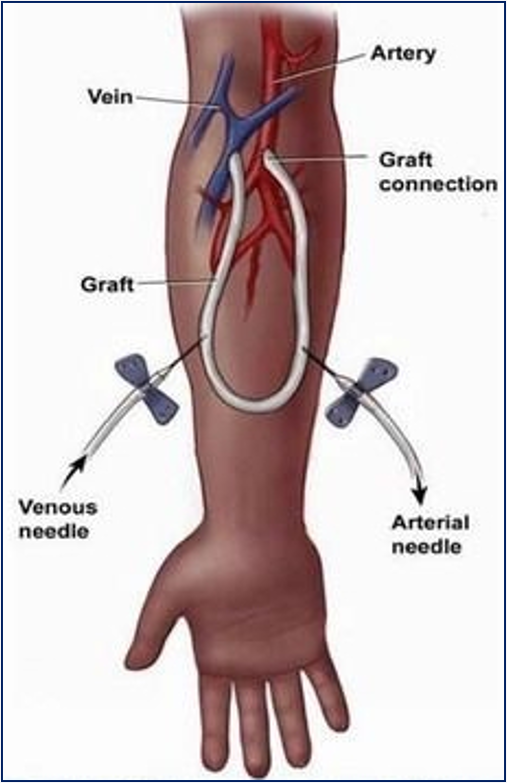 Artery
Vein
Graft
connection
Graft
Venous
needle
Arterial
needle